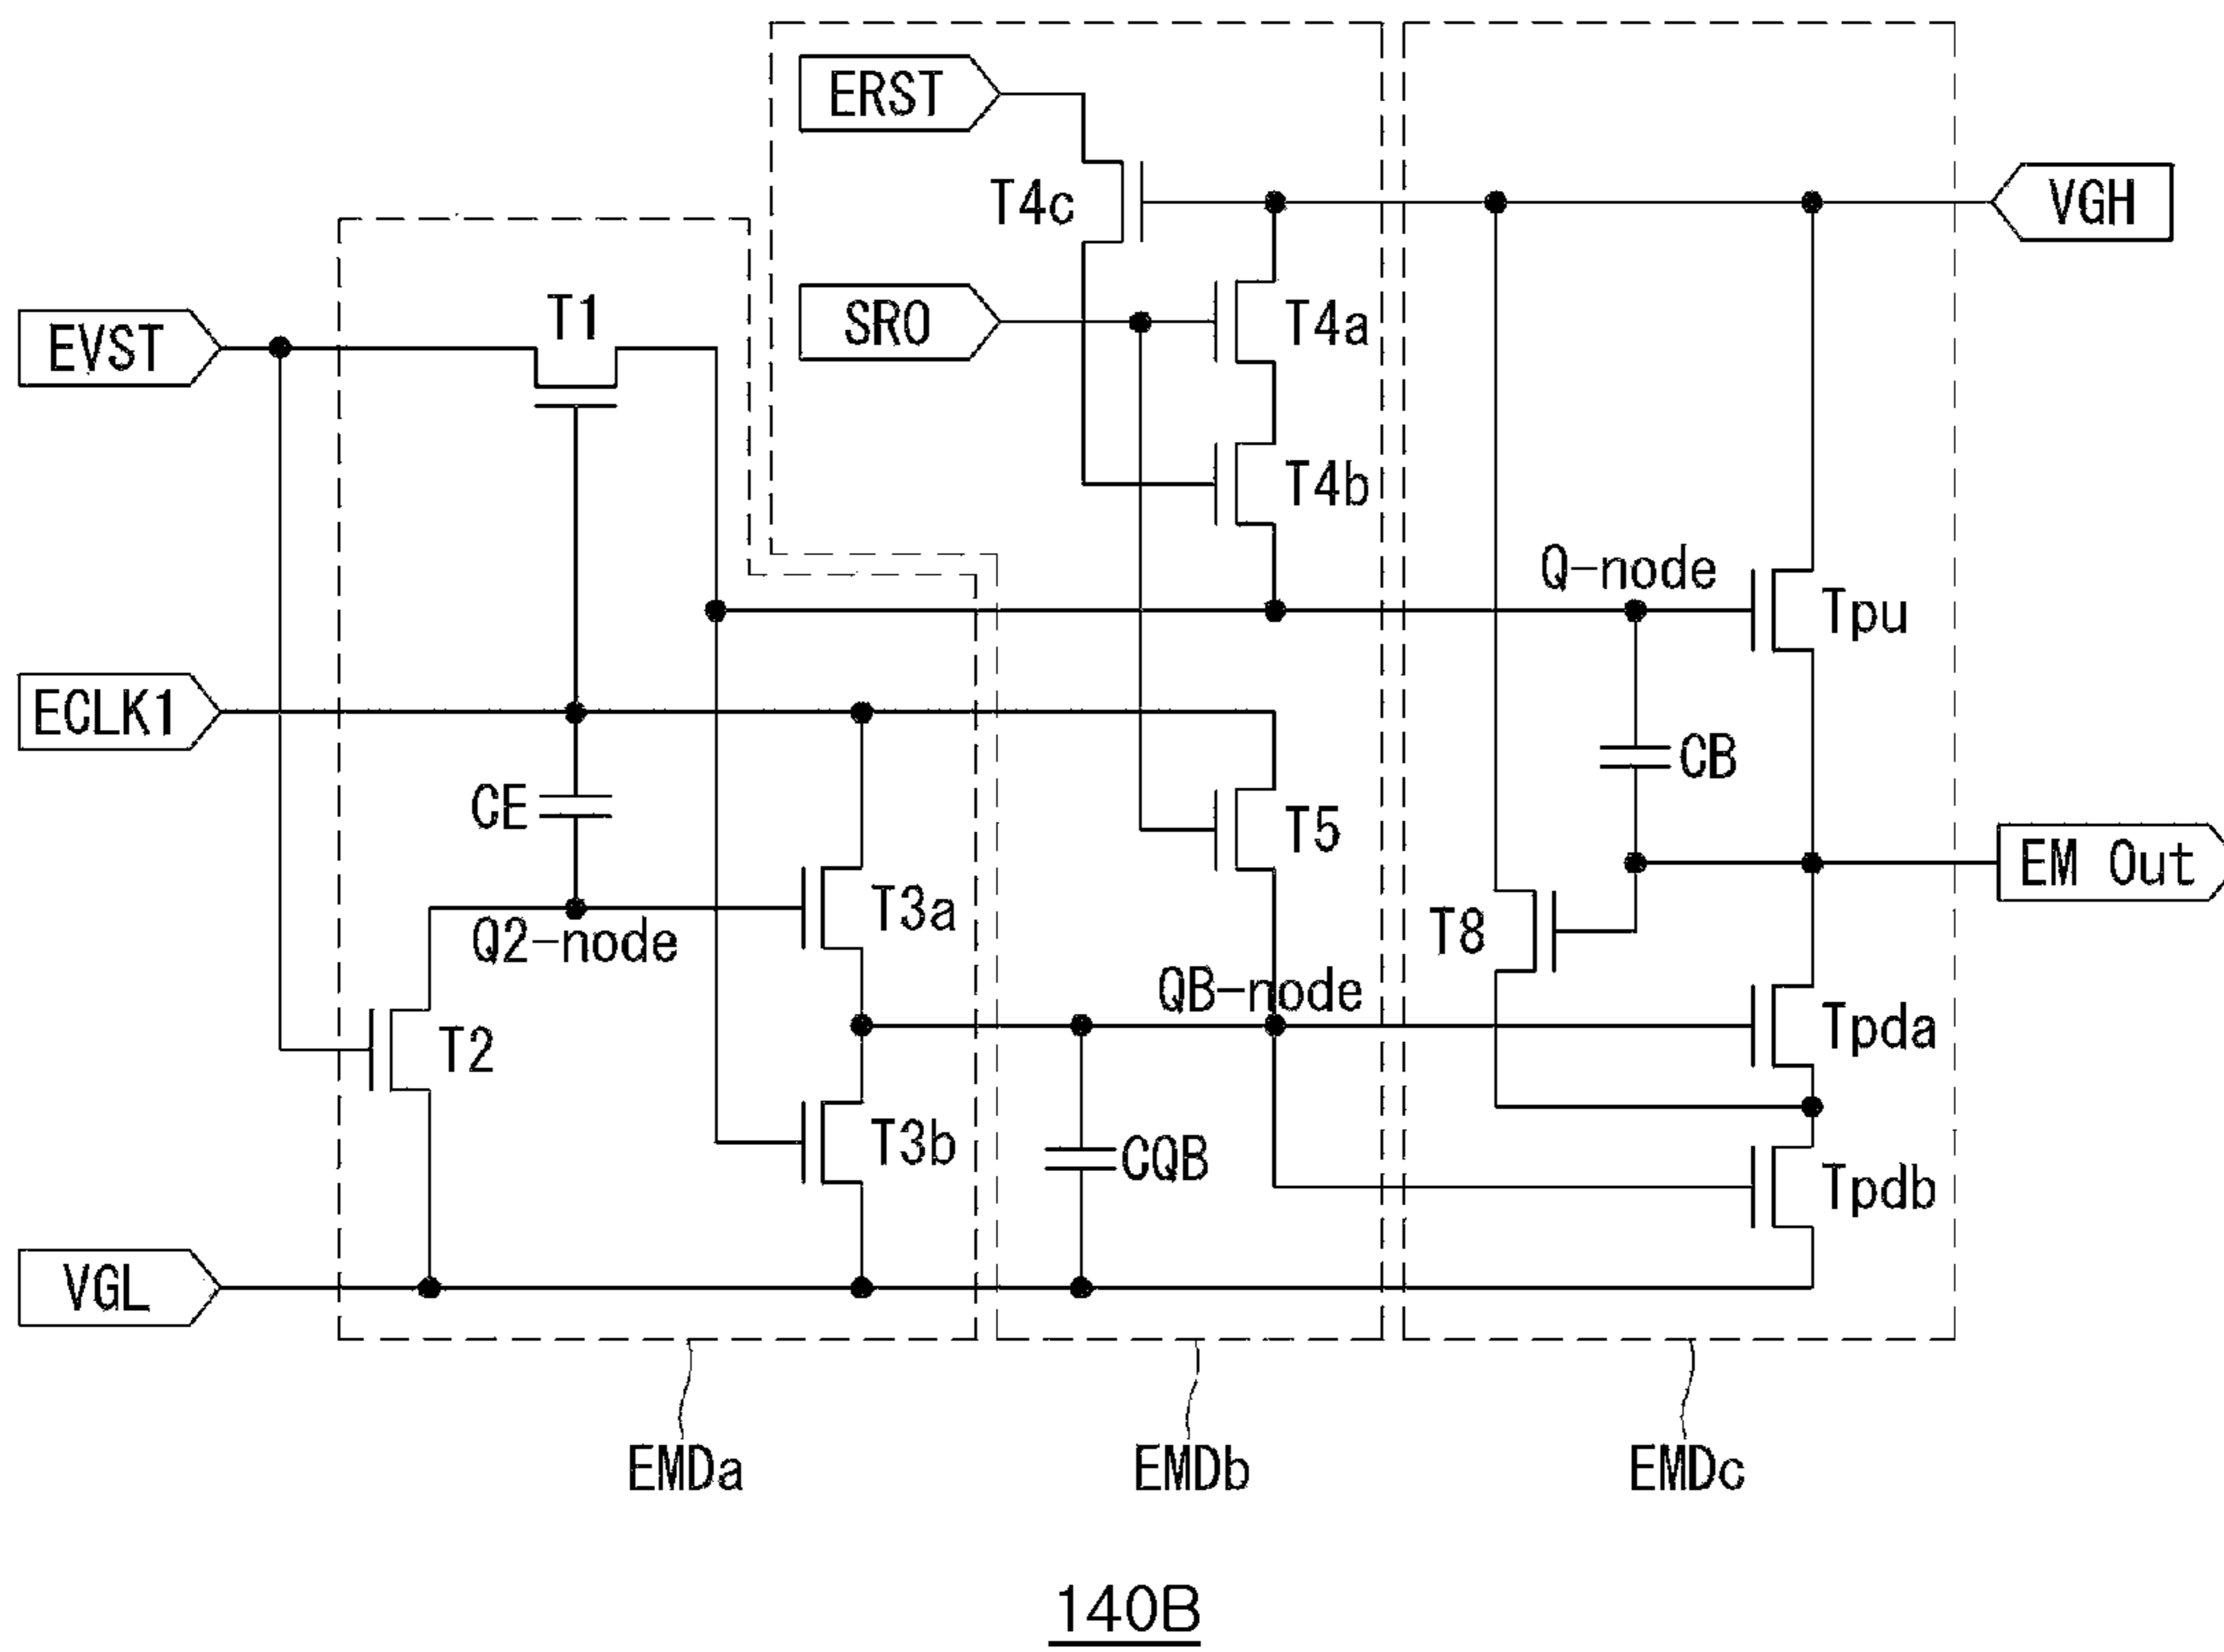 ERST
T4c
VGH
T1
SRO
T4a
EVST
T4b
Q-node
Tpu
ECLK1
CB
CE
T5
EM Out
T3a
T8
Q2-node
QB-node
Tpda
T2
T3b
CQB
Tpdb
VGL
EMDa
EMDb
EMDc
140B